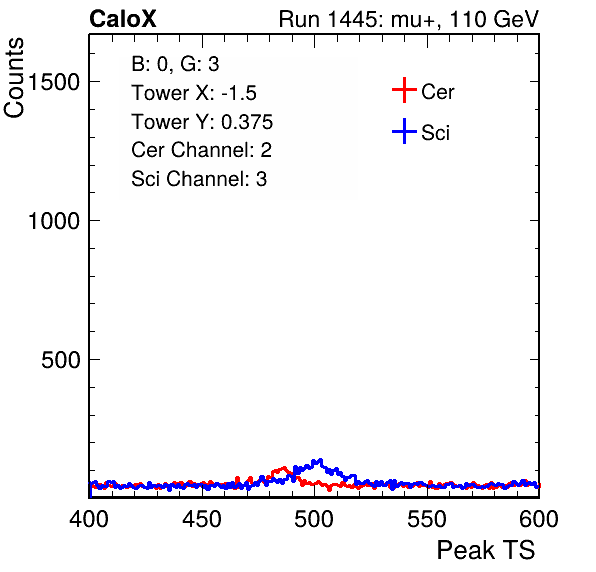 CaloX
Run 1445: mu+, 110 GeV
Counts
B: 0, G: 3
Tower X: -1.5
Tower Y: 0.375
Cer Channel: 2
Sci Channel: 3
Cer
Sci
1500
1000
500
400 450 500 550 600
Peak TS